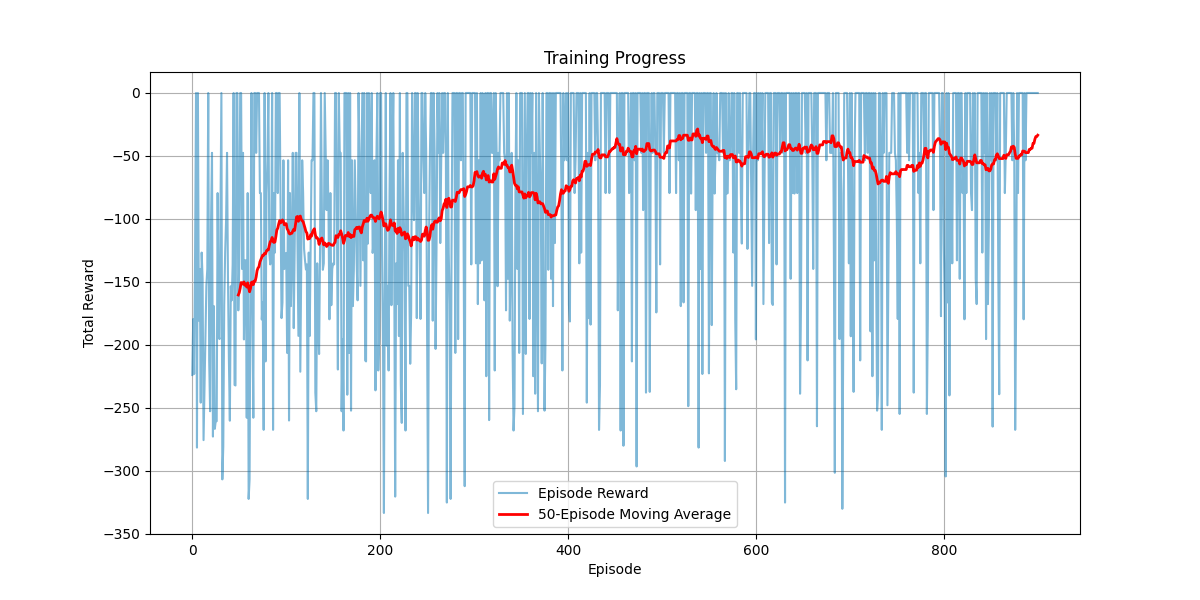 Training Progress
Total Reward
0
−50
−100
−150
−200
−250
−300
−350
Episode Reward
50-Episode Moving Average
0
200
400
600
800
Episode